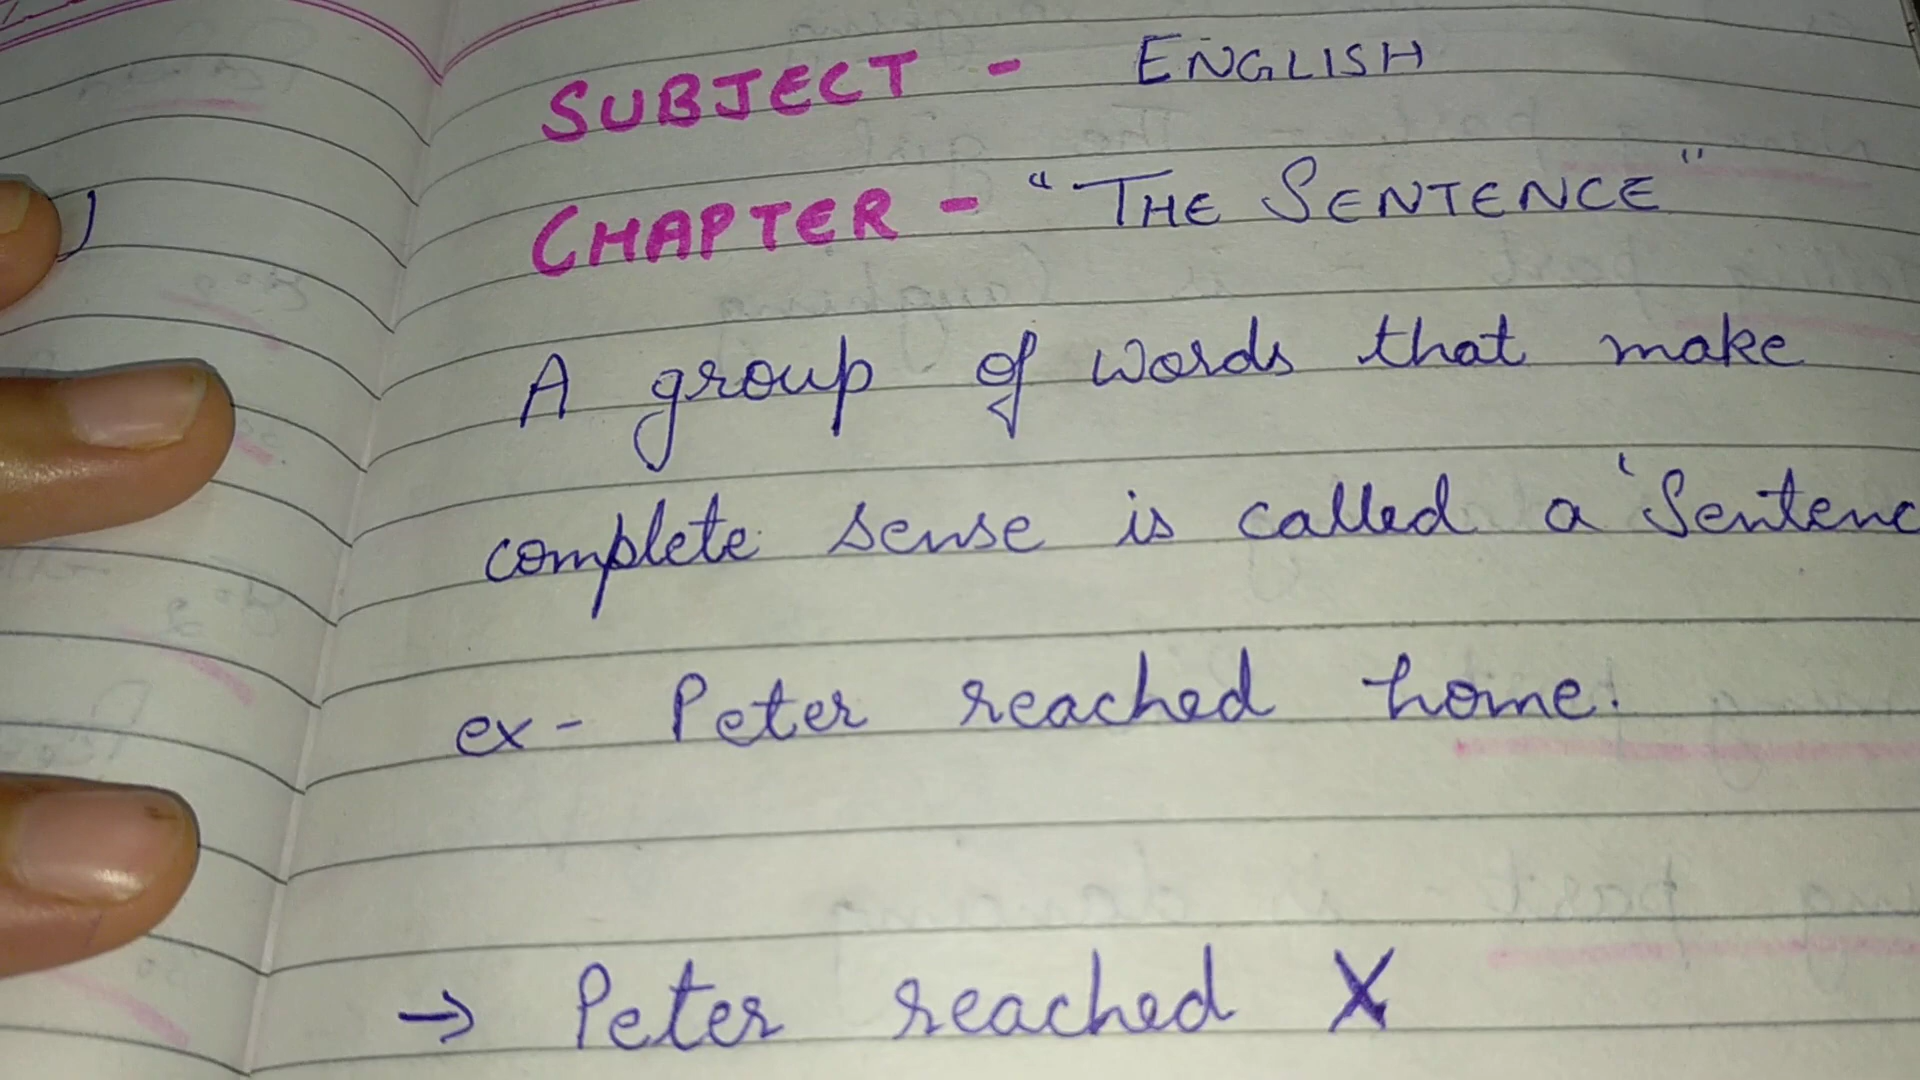 SUBJECT - ENGLISH
CHAPTER - "THE SENTENCE"
A group of words that make
complete sense is called a 'Sentenc
ex - Peter reached home.
→ Peter reached X